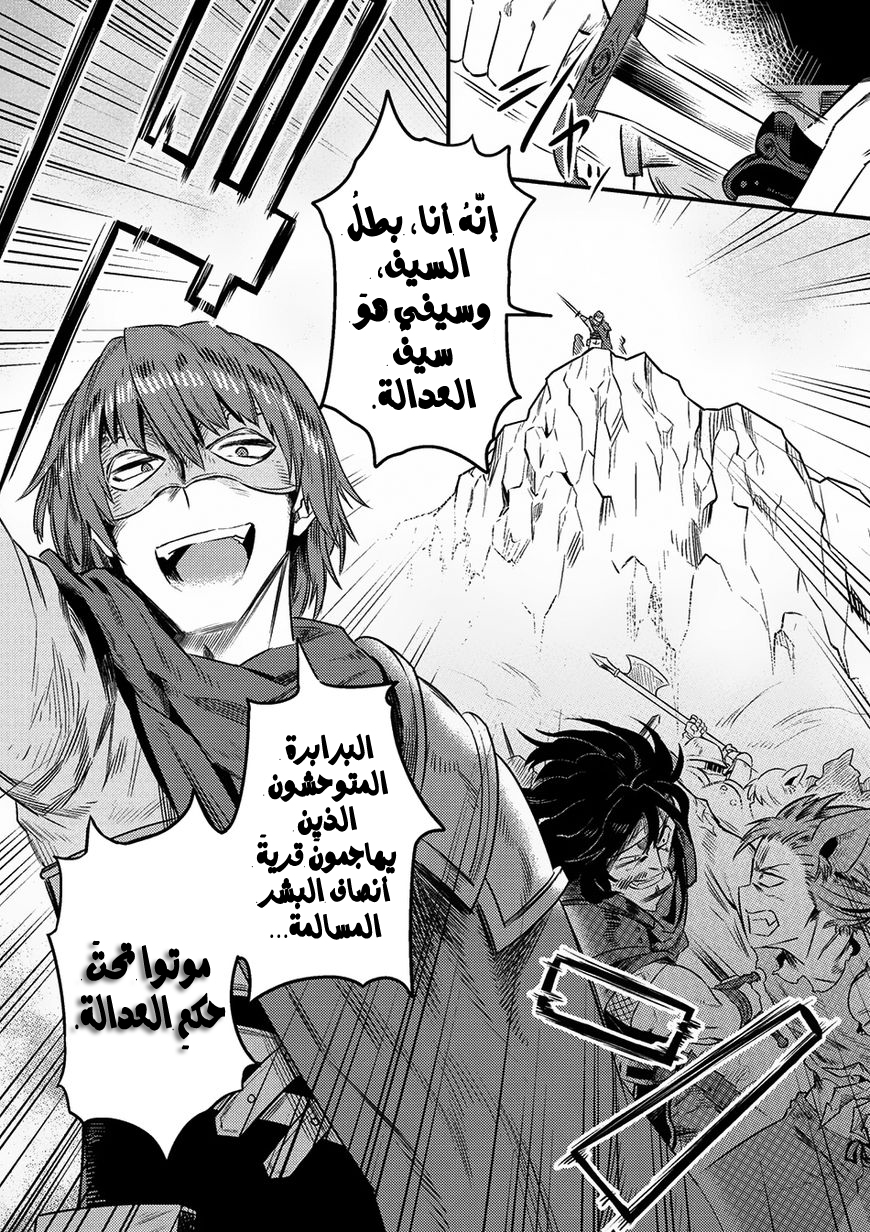 إنّهُ أنا، بطلُ
السيف،
وسيفي هوَ
سيف
العدالة.
البرابرة
المتوحشون
الذين
يهاجمون قريةَ
أنصاف البشر
المسالمة...
موتوا تحتَ
حكمِ العدالة.